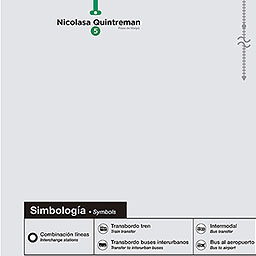 Nicolasa Quintreman
5
Simbología • Symbols
Combinación líneas
Interchange stations
Transbordo tren
Train transfer
Transbordo buses interurbanos
Transfer to interurban buses
Intermodal
Bus transfer
Bus al aeropuerto
Bus to airport